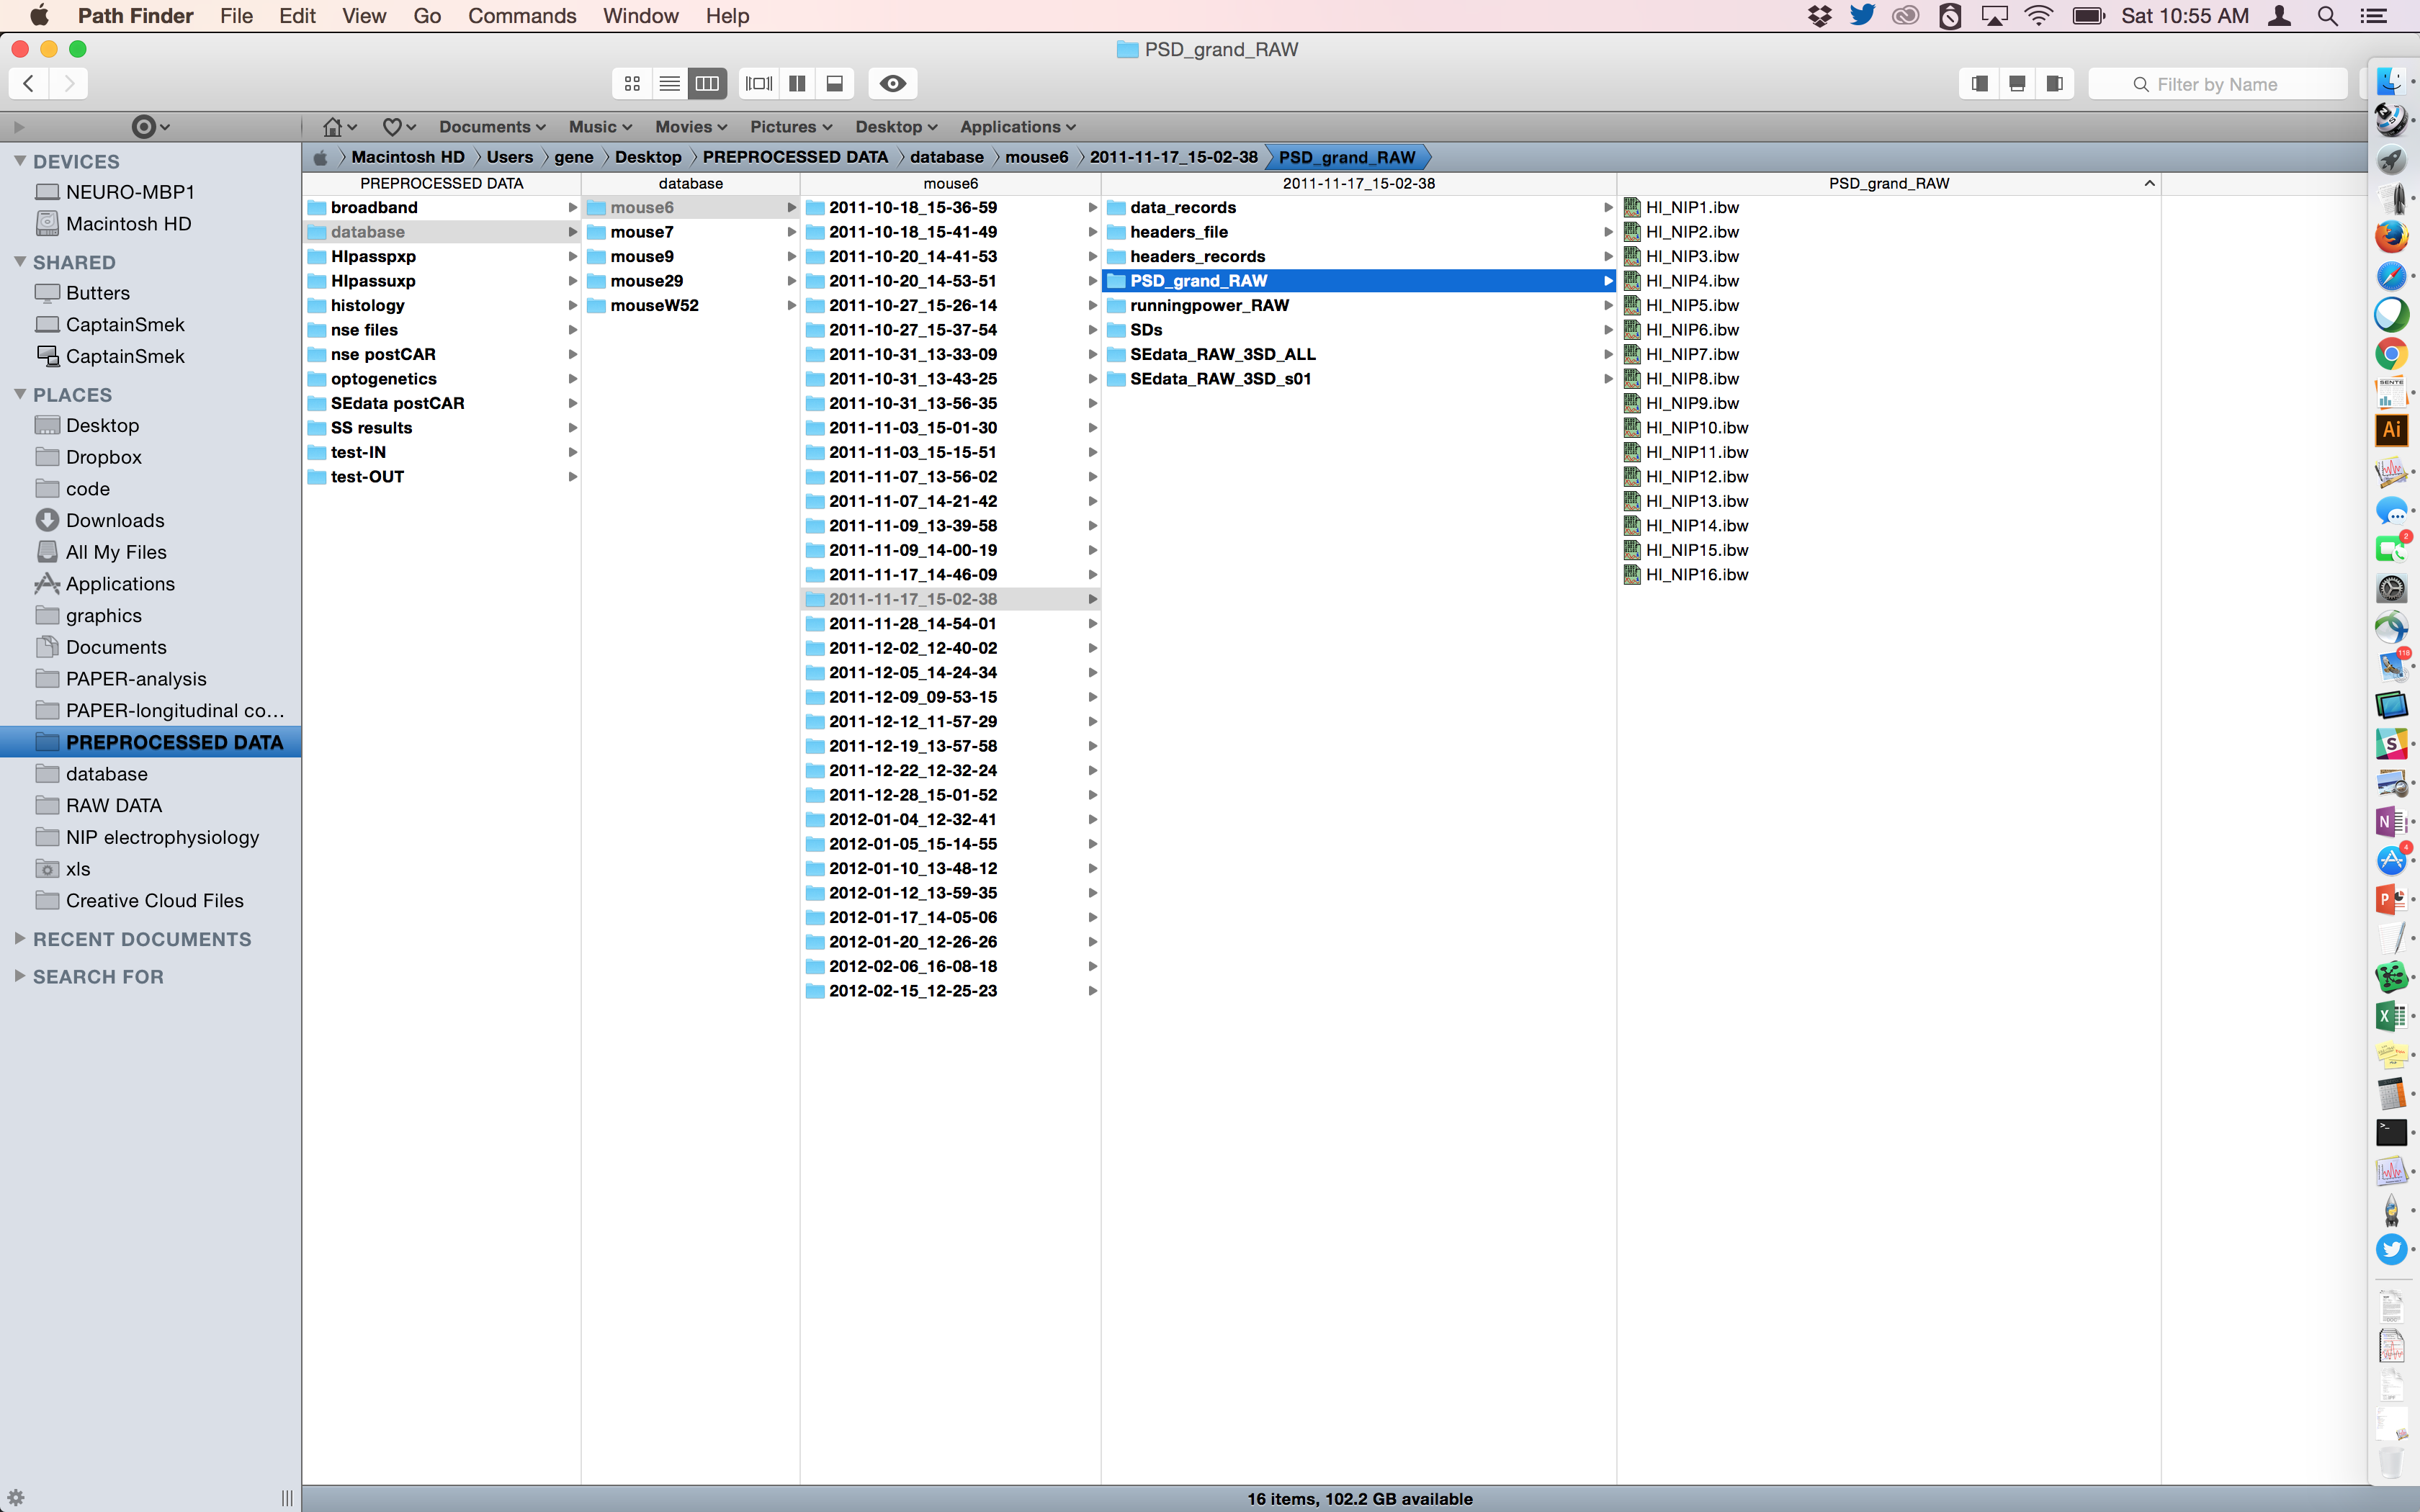 Path Finder File Edit View Go Commands Window Help Sat 10:55 AM
PSD_grand_RAW
Filter by Name
Documents Music Movies Pictures Desktop Applications
Macintosh HD Users gene Desktop PREPROCESSED DATA database mouse6 2011-11-17_15-02-38 PSD_grand_RAW
DEVICES
NEURO-MBP1
Macintosh HD
SHARED
Butters
CaptainSmek
CaptainSmek
PLACES
Desktop
Dropbox
code
Downloads
All My Files
Applications
graphics
Documents
PAPER-analysis
PAPER-longitudinal co...
PREPROCESSED DATA
database
RAW DATA
NIP electrophysiology
xls
Creative Cloud Files
RECENT DOCUMENTS
SEARCH FOR
PREPROCESSED DATA
broadband
database
HIpasspxp
HIpassuxp
histology
nse files
nse postCAR
optogenetics
SEdata postCAR
SS results
test-IN
test-OUT
database
mouse6
mouse7
mouse9
mouse29
mouseW52
mouse6
2011-10-18_15-36-59
2011-10-18_15-41-49
2011-10-20_14-41-53
2011-10-20_14-53-51
2011-10-27_15-26-14
2011-10-27_15-37-54
2011-10-31_13-33-09
2011-10-31_13-43-25
2011-10-31_13-56-35
2011-11-03_15-01-30
2011-11-03_15-15-51
2011-11-07_13-56-02
2011-11-07_14-21-42
2011-11-09_13-39-58
2011-11-09_14-00-19
2011-11-17_14-46-09
2011-11-17_15-02-38
2011-11-28_14-54-01
2011-12-02_12-40-02
2011-12-05_14-24-34
2011-12-09_09-53-15
2011-12-12_11-57-29
2011-12-19_13-57-58
2011-12-22_12-32-24
2011-12-28_15-01-52
2012-01-04_12-32-41
2012-01-05_15-14-55
2012-01-10_13-48-12
2012-01-12_13-59-35
2012-01-17_14-05-06
2012-01-20_12-26-26
2012-02-06_16-08-18
2012-02-15_12-25-23
2011-11-17_15-02-38
data_records
headers_file
headers_records
PSD_grand_RAW
runningpower_RAW
SDs
SEdata_RAW_3SD_ALL
SEdata_RAW_3SD_s01
PSD_grand_RAW
HI_NIP1.ibw
HI_NIP2.ibw
HI_NIP3.ibw
HI_NIP4.ibw
HI_NIP5.ibw
HI_NIP6.ibw
HI_NIP7.ibw
HI_NIP8.ibw
HI_NIP9.ibw
HI_NIP10.ibw
HI_NIP11.ibw
HI_NIP12.ibw
HI_NIP13.ibw
HI_NIP14.ibw
HI_NIP15.ibw
HI_NIP16.ibw
SENTE
Ai
2
118
S
N
4
P
X
16 items, 102.2 GB available